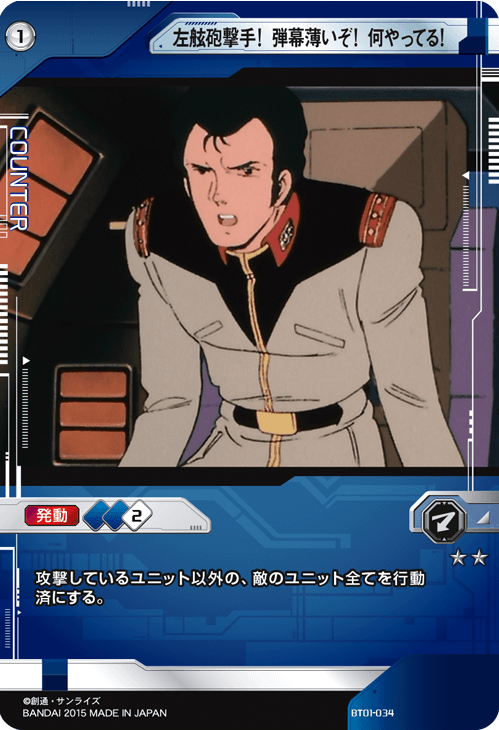 1
左舷砲撃手! 弾幕薄いぞ! 何やってる!
COUNTER
発動 2
攻撃しているユニット以外の、敵のユニット全てを行動
済にする。
©創通・サンライズ
BANDAI 2015 MADE IN JAPAN
BT01-034